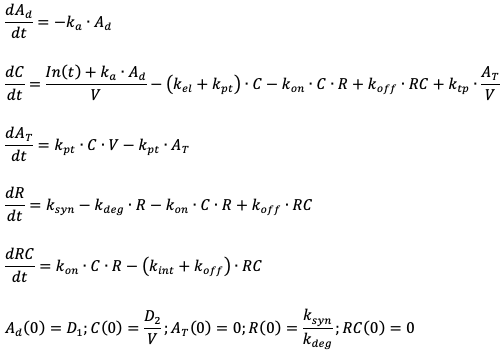 dA_d/dt = −k_a · A_d
dC/dt = (In(t) + k_a · A_d)/V − (k_el + k_pt) · C − k_on · C · R + k_off · RC + k_tp · A_T/V
dA_T/dt = k_pt · C · V − k_pt · A_T
dR/dt = k_syn − k_deg · R − k_on · C · R + k_off · RC
dRC/dt = k_on · C · R − (k_int + k_off) · RC
A_d(0) = D_1; C(0) = D_2/V; A_T(0) = 0; R(0) = k_syn/k_deg; RC(0) = 0